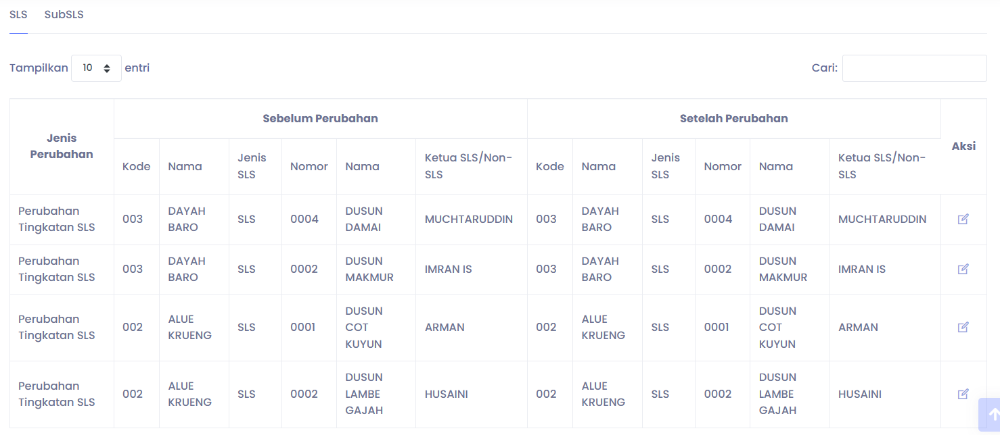 SLS SubSLS
Tampilkan 10 entri Cari:
Jenis Perubahan Sebelum Perubahan Setelah Perubahan Aksi
Kode Nama Jenis SLS Nomor Nama Ketua SLS/Non-SLS Kode Nama Jenis SLS Nomor Nama Ketua SLS/Non-SLS
Perubahan Tingkatan SLS 003 DAYAH BARO SLS 0004 DUSUN DAMAI MUCHTARUDDIN 003 DAYAH BARO SLS 0004 DUSUN DAMAI MUCHTARUDDIN
Perubahan Tingkatan SLS 003 DAYAH BARO SLS 0002 DUSUN MAKMUR IMRAN IS 003 DAYAH BARO SLS 0002 DUSUN MAKMUR IMRAN IS
Perubahan Tingkatan SLS 002 ALUE KRUENG SLS 0001 DUSUN COT KUYUN ARMAN 002 ALUE KRUENG SLS 0001 DUSUN COT KUYUN ARMAN
Perubahan Tingkatan SLS 002 ALUE KRUENG SLS 0002 DUSUN LAMBE GAJAH HUSAINI 002 ALUE KRUENG SLS 0002 DUSUN LAMBE GAJAH HUSAINI